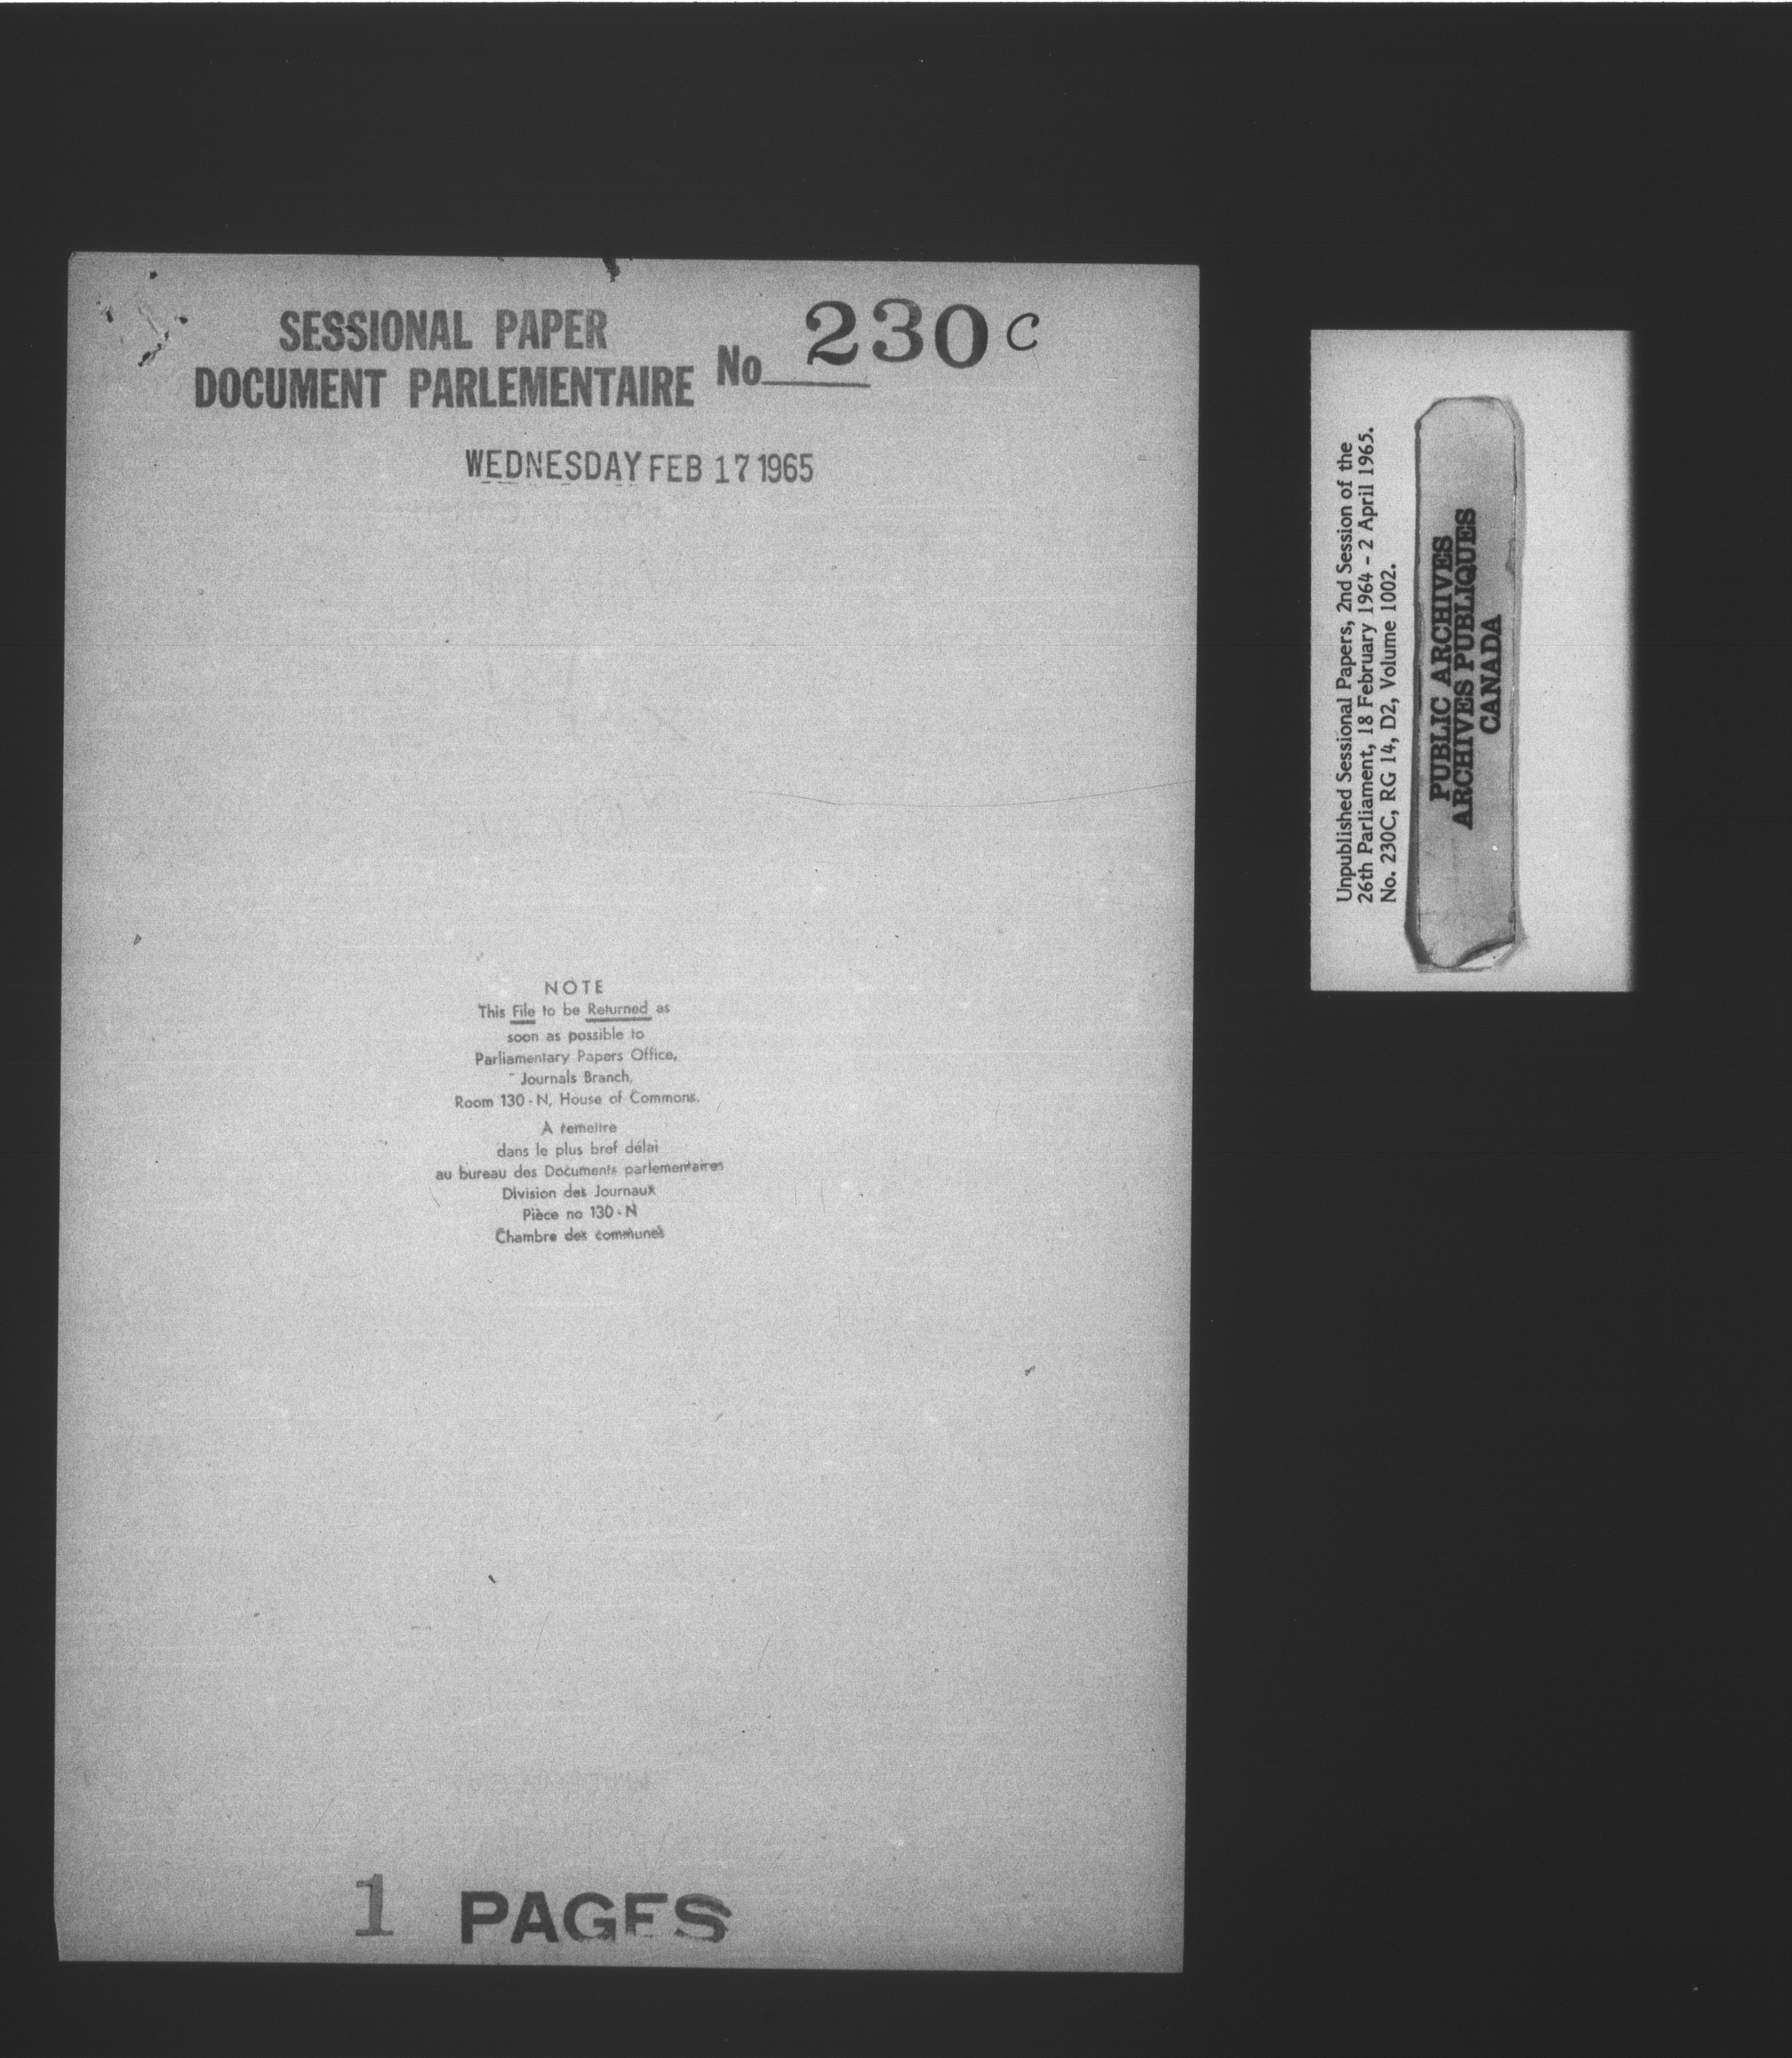 SESSIONAL PAPER
DOCUMENT PARLEMENTAIRE No 230 C
WEDNESDAY FEB 17 1965
NOTE
This File to be Returned as
soon as possible to
Parliamentary Papers Office,
Journals Branch,
Room 130-N, House of Commons.
A remettre
dans le plus bref délai
au bureau des Documents parlementaires
Division des Journaux
Pièce no 130-N
Chambre des communes
1 PAGES
Unpublished Sessional Papers, 2nd Session of the
26th Parliament, 18 February 1964 - 2 April 1965.
No. 230C, RG 14, D2, Volume 1002.
PUBLIC ARCHIVES
ARCHIVES PUBLIQUES
CANADA